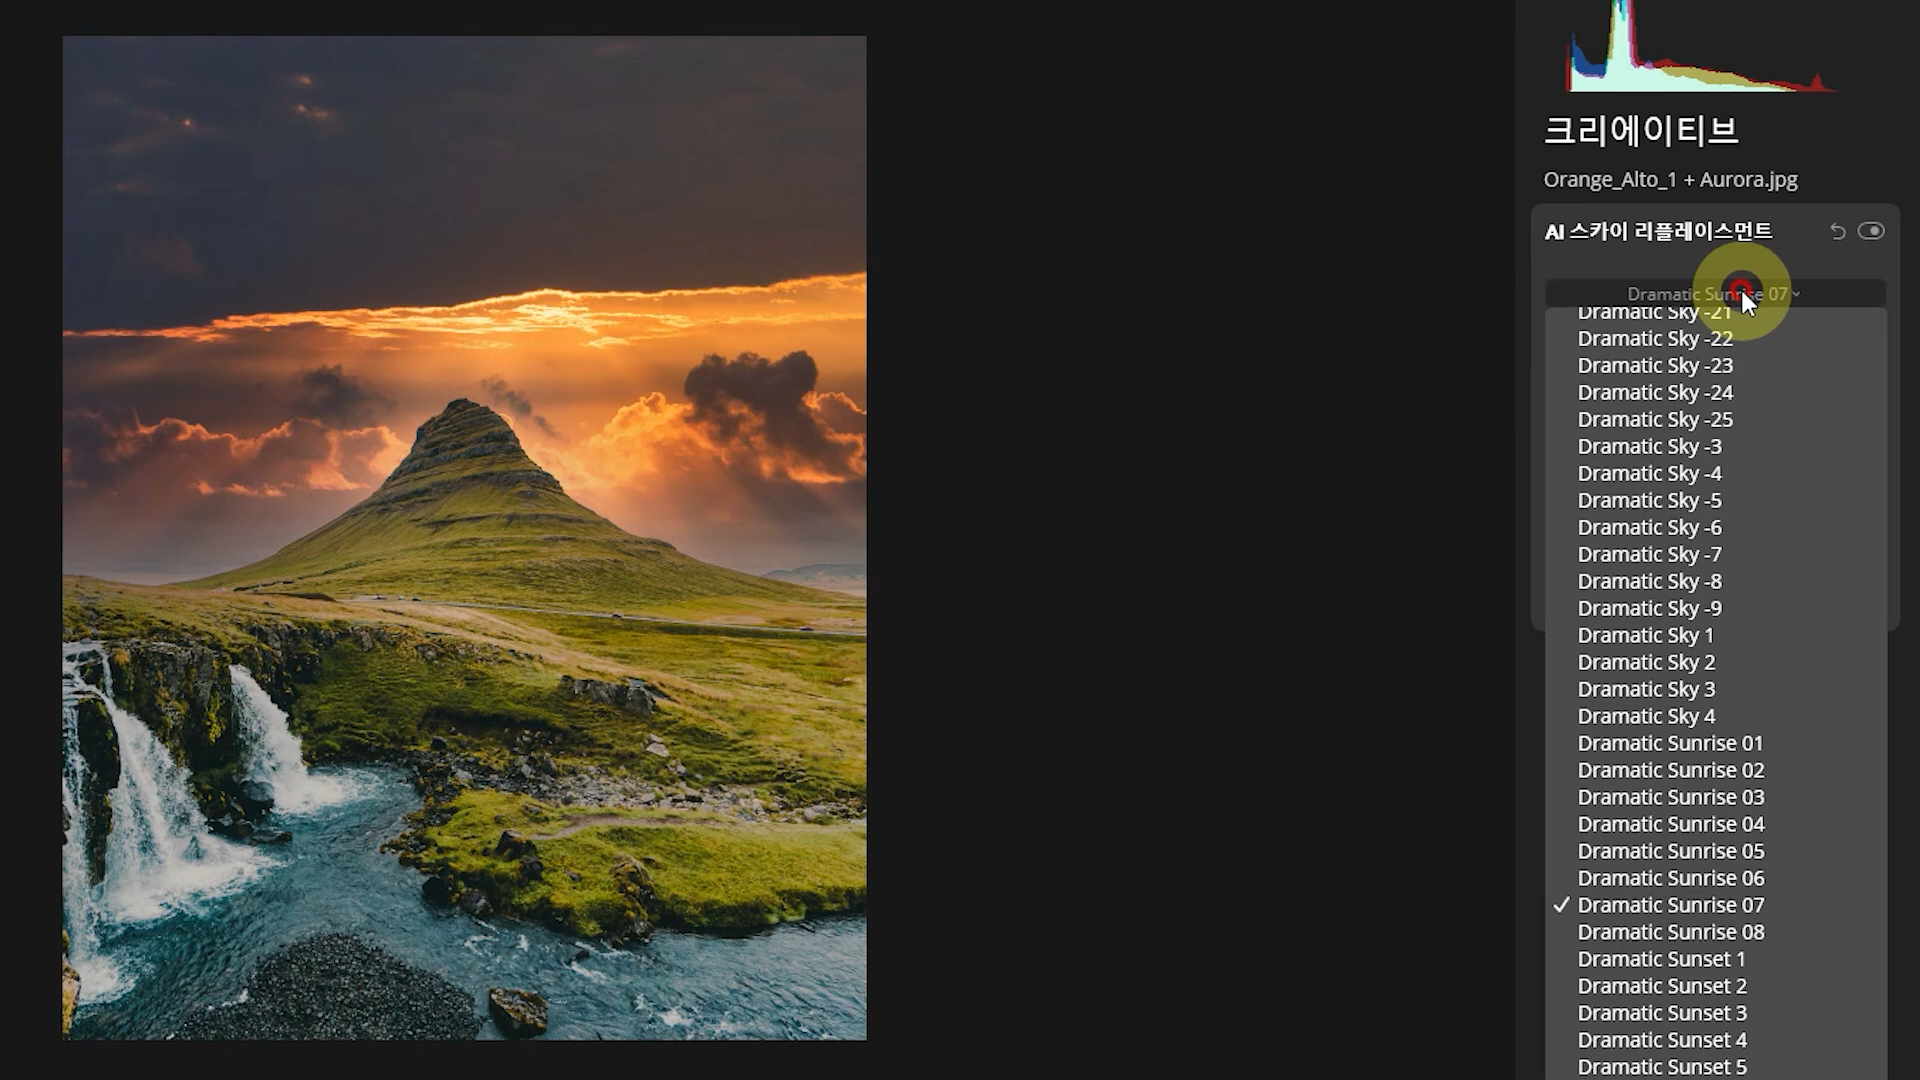 크리에이티브
Orange_Alto_1 + Aurora.jpg
AI 스카이 리플레이스먼트
Dramatic Sunrise 07
Dramatic Sky -21
Dramatic Sky -22
Dramatic Sky -23
Dramatic Sky -24
Dramatic Sky -25
Dramatic Sky -3
Dramatic Sky -4
Dramatic Sky -5
Dramatic Sky -6
Dramatic Sky -7
Dramatic Sky -8
Dramatic Sky -9
Dramatic Sky 1
Dramatic Sky 2
Dramatic Sky 3
Dramatic Sky 4
Dramatic Sunrise 01
Dramatic Sunrise 02
Dramatic Sunrise 03
Dramatic Sunrise 04
Dramatic Sunrise 05
Dramatic Sunrise 06
Dramatic Sunrise 07
Dramatic Sunrise 08
Dramatic Sunset 1
Dramatic Sunset 2
Dramatic Sunset 3
Dramatic Sunset 4
Dramatic Sunset 5